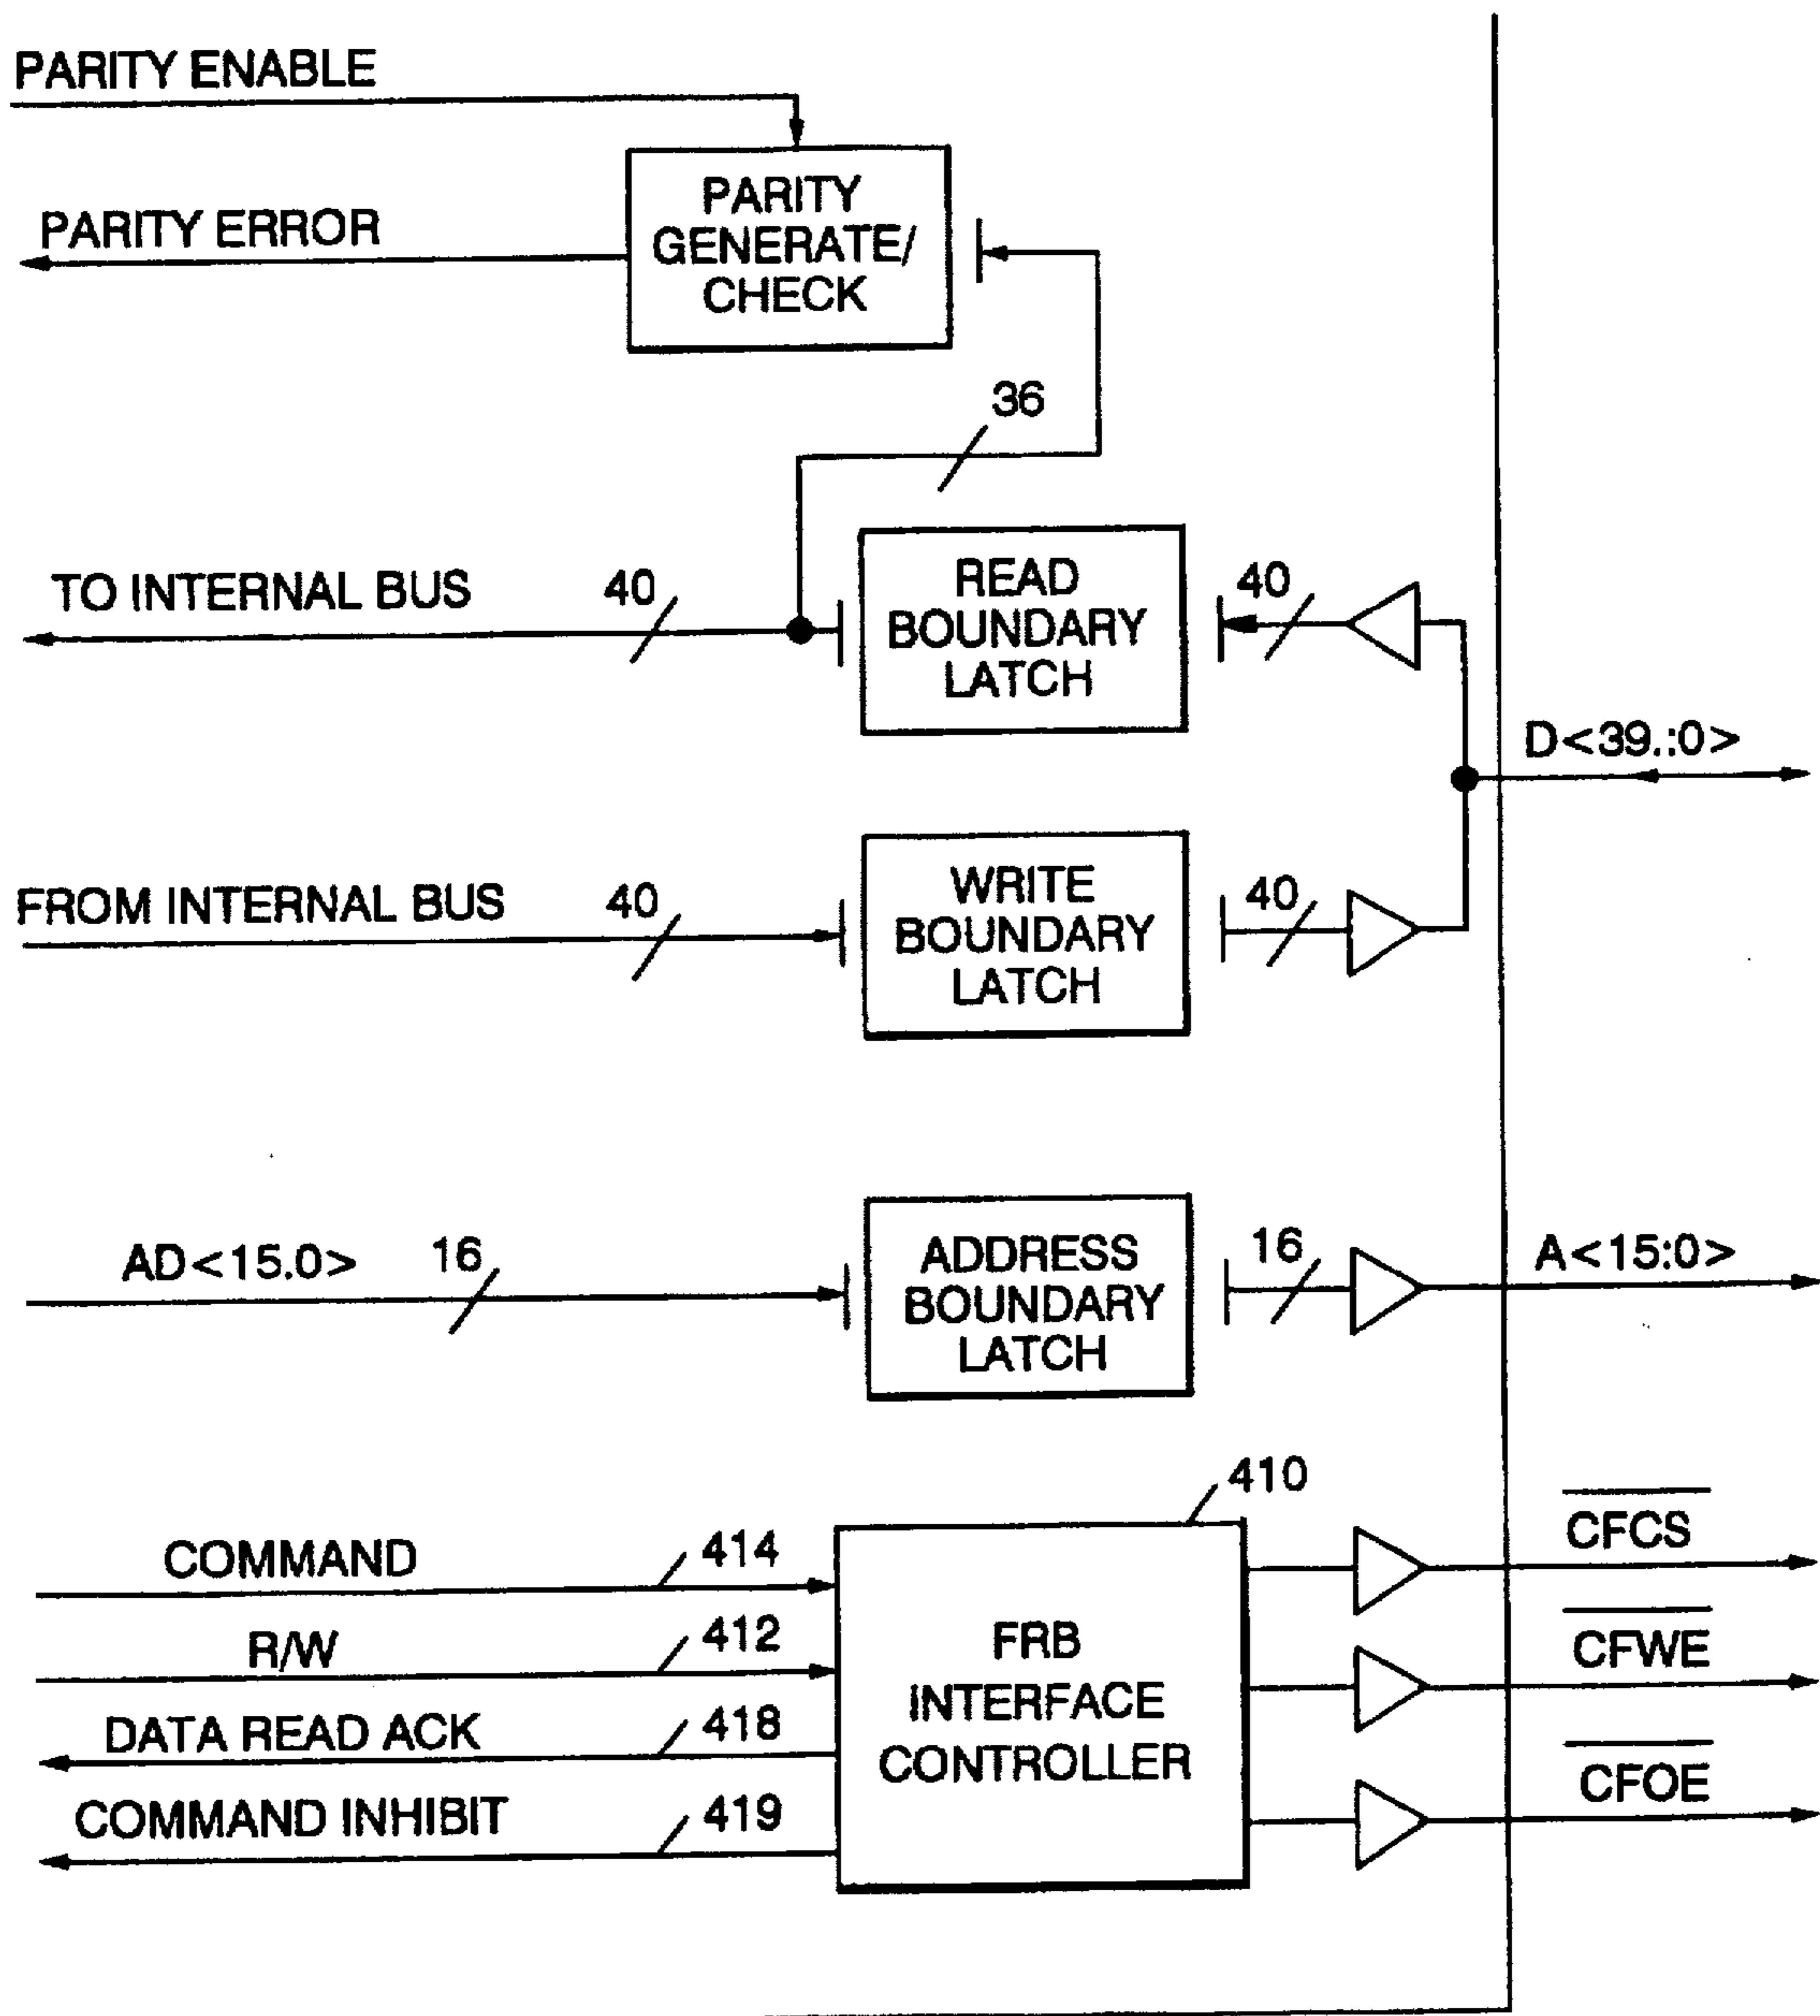 PARITY ENABLE
PARITY
GENERATE/
CHECK
PARITY ERROR
36
TO INTERNAL BUS
40
READ
BOUNDARY
LATCH
40
D<39.:0>
FROM INTERNAL BUS
40
WRITE
BOUNDARY
LATCH
40
AD<15.0>
16
ADDRESS
BOUNDARY
LATCH
16
A<15:0>
410
COMMAND
414
R/W
412
DATA READ ACK
418
COMMAND INHIBIT
419
FRB
INTERFACE
CONTROLLER
CFCS
CFWE
CFOE